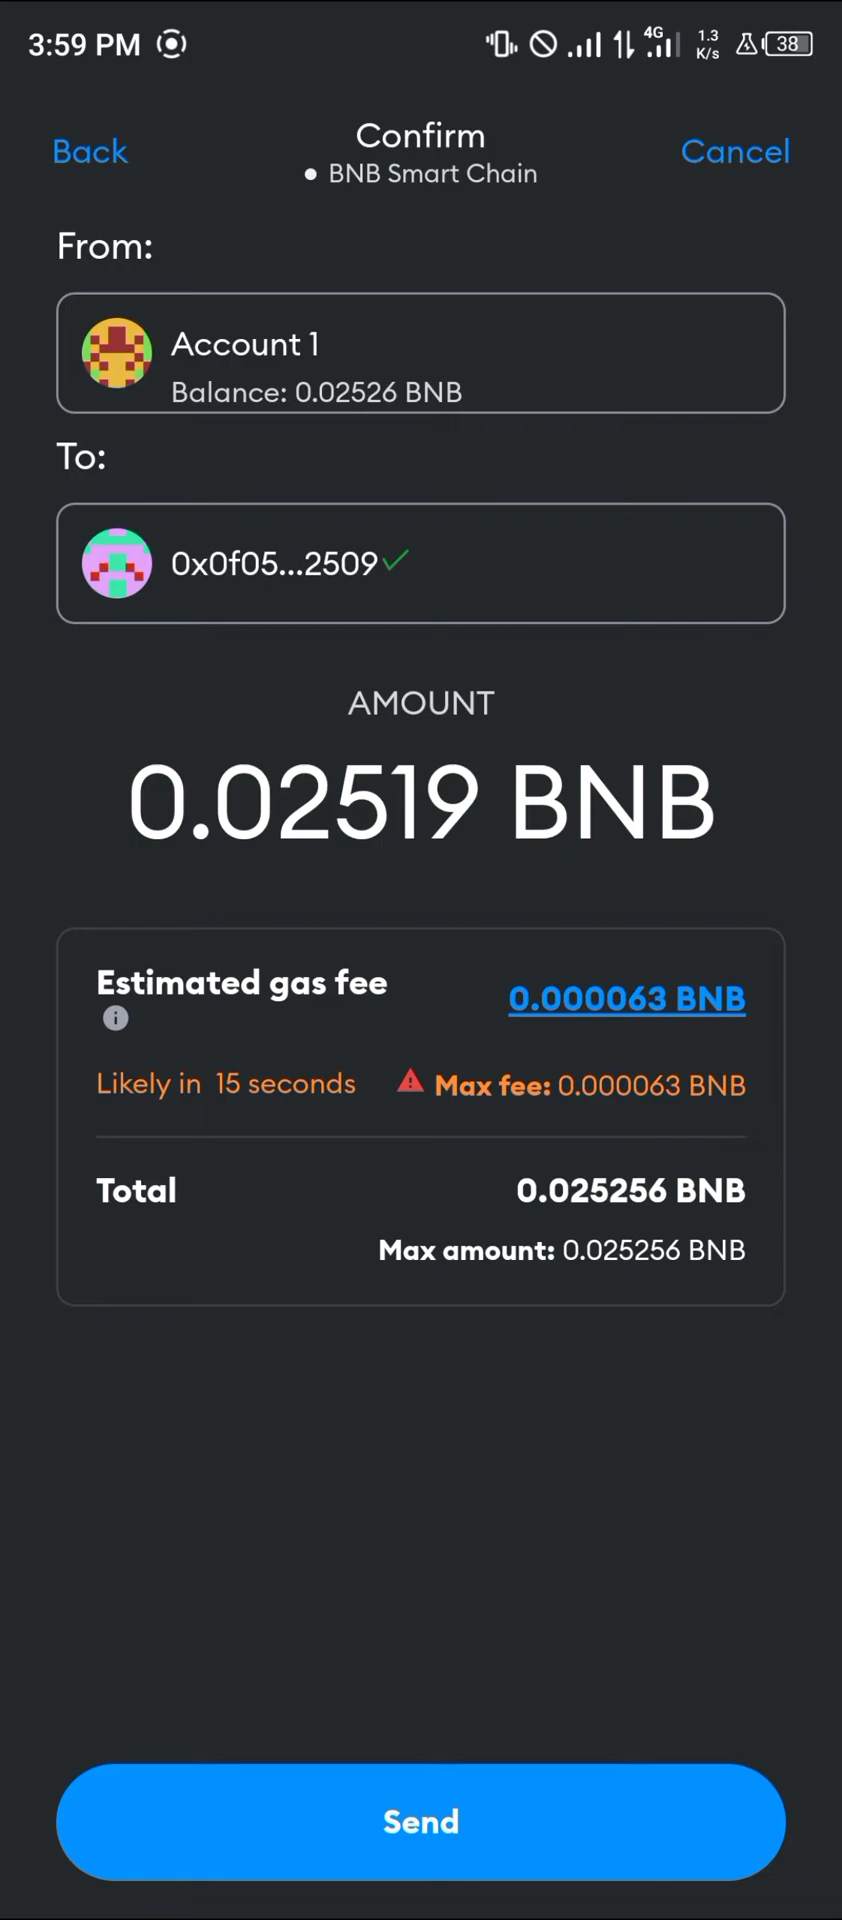 3:59 PM 4G 1.3 K/s 38
Back Confirm Cancel
BNB Smart Chain
From:
Account 1
Balance: 0.02526 BNB
To:
0x0f05...2509
AMOUNT
0.02519 BNB
Estimated gas fee 0.000063 BNB
Likely in 15 seconds Max fee: 0.000063 BNB
Total 0.025256 BNB
Max amount: 0.025256 BNB
Send